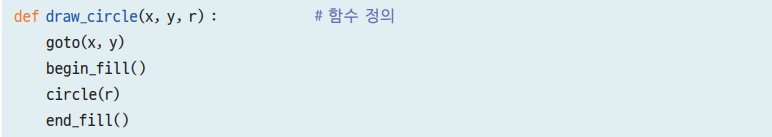 def draw_circle(x, y, r) : # 함수 정의
goto(x, y)
begin_fill()
circle(r)
end_fill()